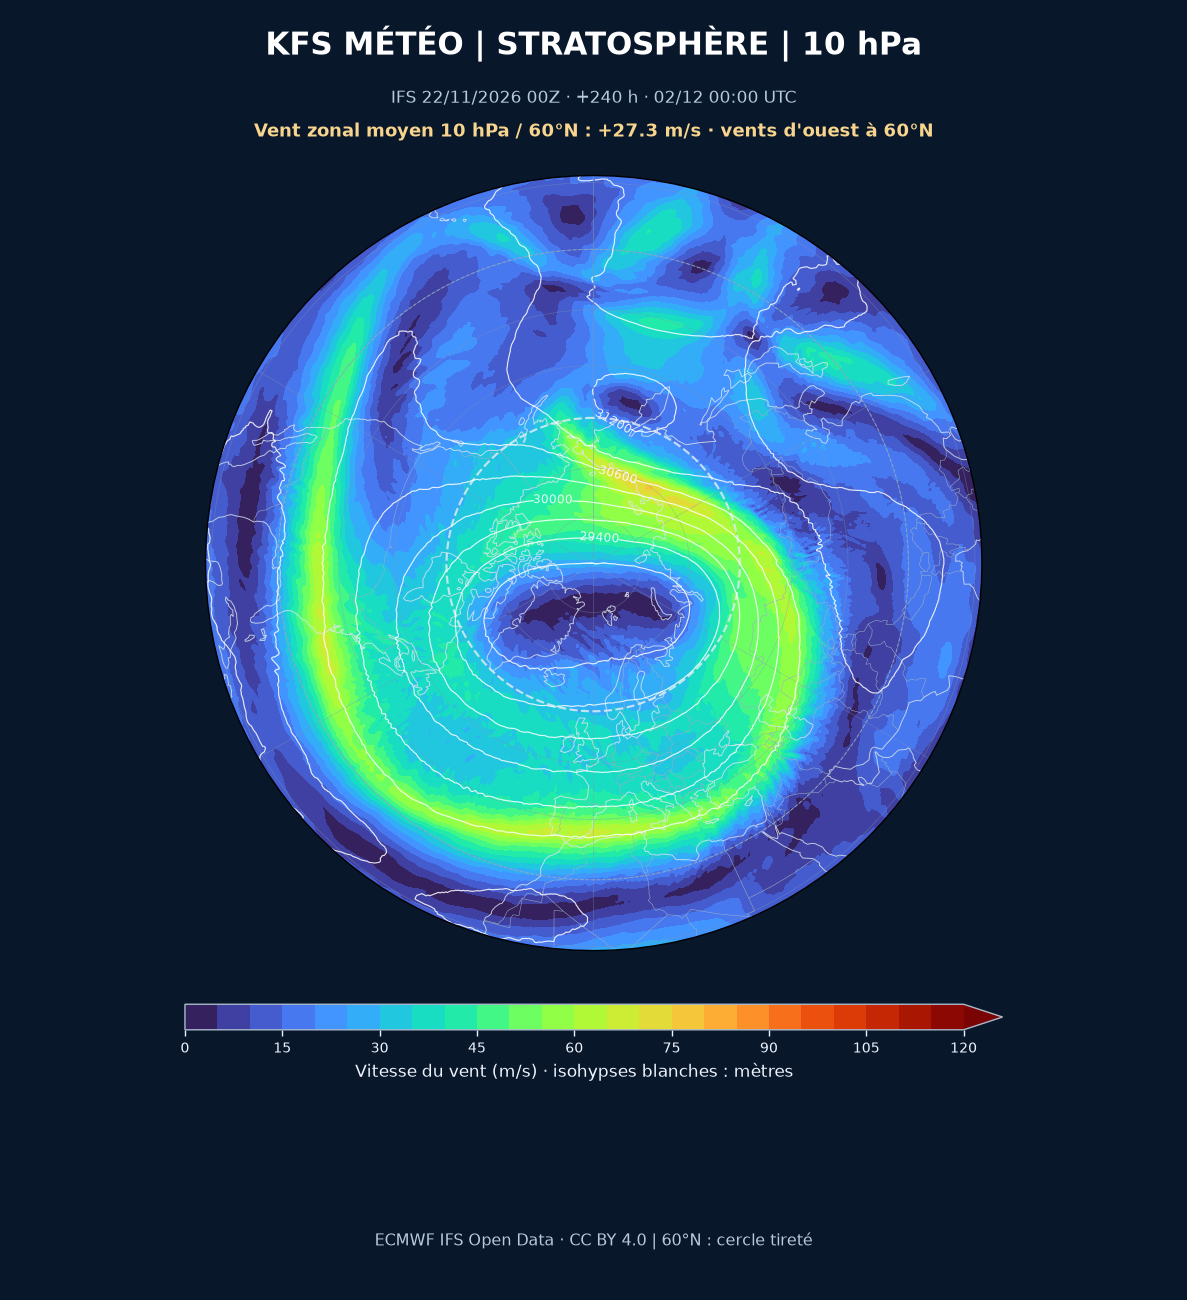 KFS MÉTÉO | STRATOSPHÈRE | 10 hPa
IFS 22/11/2026 00Z · +240 h · 02/12 00:00 UTC
Vent zonal moyen 10 hPa / 60°N : +27.3 m/s · vents d'ouest à 60°N
31200
30600
30000
29400
0 15 30 45 60 75 90 105 120
Vitesse du vent (m/s) · isohypses blanches : mètres
ECMWF IFS Open Data · CC BY 4.0 | 60°N : cercle tireté